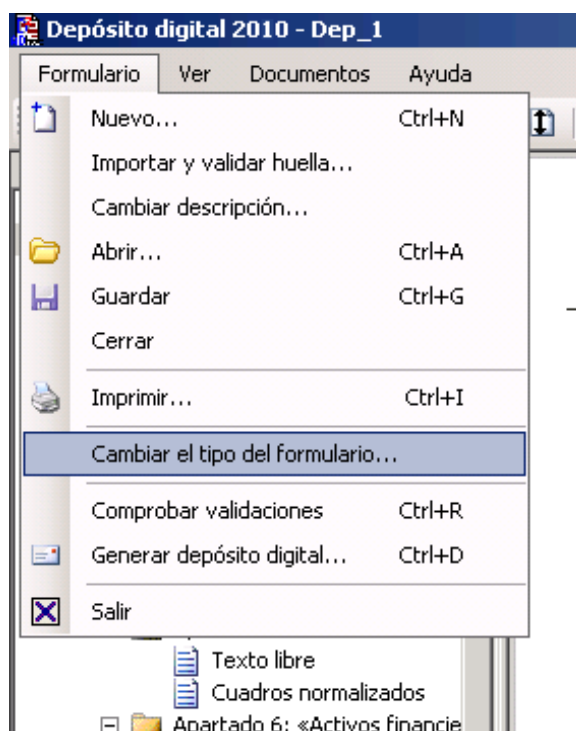 Depósito digital 2010 - Dep_1
Formulario Ver Documentos Ayuda
Nuevo... Ctrl+N
Importar y validar huella...
Cambiar descripción...
Abrir... Ctrl+A
Guardar Ctrl+G
Cerrar
Imprimir... Ctrl+I
Cambiar el tipo del formulario...
Comprobar validaciones Ctrl+R
Generar depósito digital... Ctrl+D
Salir
Texto libre
Cuadros normalizados
Apartado 6: «Activos financie